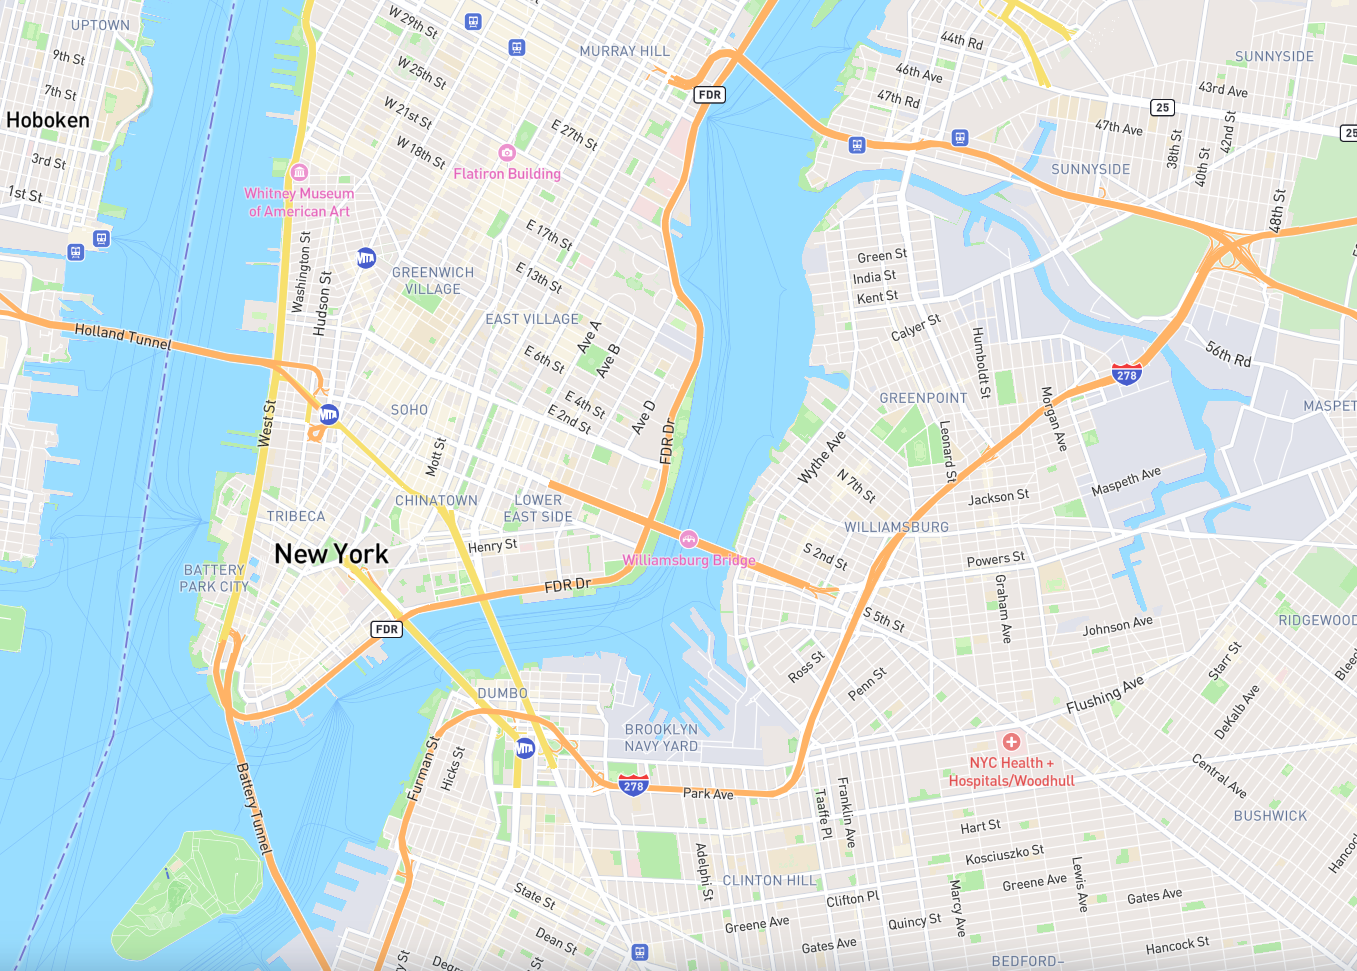 UPTOWN
W 29th St
MURRAY HILL
44th Rd
SUNNYSIDE
9th St
W 25th St
46th Ave
7th St
FDR
47th Rd
43rd Ave
W 21st St
25
Hoboken
E 27th St
47th Ave
42nd St
25
38th St
W 18th St
3rd St
Flatiron Building
SUNNYSIDE
40th St
1st St
Whitney Museum
of American Art
48th St
E 17th St
Washington St
MTA
Green St
GREENWICH
VILLAGE
E 13th St
India St
Hudson St
Kent St
EAST VILLAGE
Calyer St
Holland Tunnel
Ave A
Humboldt St
E 6th St
Ave B
56th Rd
278
GREENPOINT
SOHO
E 4th St
MASPET
MTA
E 2nd St
Ave D
Morgan Ave
West St
FDR Dr
Leonard St
Mott St
Wythe Ave
Maspeth Ave
N 7th St
CHINATOWN
LOWER
EAST SIDE
Jackson St
TRIBECA
WILLIAMSBURG
Henry St
New York
S 2nd St
Williamsburg Bridge
Powers St
BATTERY
PARK CITY
FDR Dr
Graham Ave
S 5th St
FDR
Johnson Ave
RIDGEWOOD
Ross St
Starr St
Bleec
Penn St
DUMBO
Flushing Ave
DeKalb Ave
BROOKLYN
NAVY YARD
MTA
Furman St
Hicks St
NYC Health +
Hospitals/Woodhull
Central Ave
278
Park Ave
Battery Tunnel
Taaffe Pl
Franklin Ave
BUSHWICK
Hart St
Hancoc
Kosciuszko St
Adelphi St
CLINTON HILL
Greene Ave
Lewis Ave
State St
Clifton Pl
Marcy Ave
Gates Ave
Greene Ave
Quincy St
Dean St
Gates Ave
Hancock St
Degr
y St
BEDFORD–